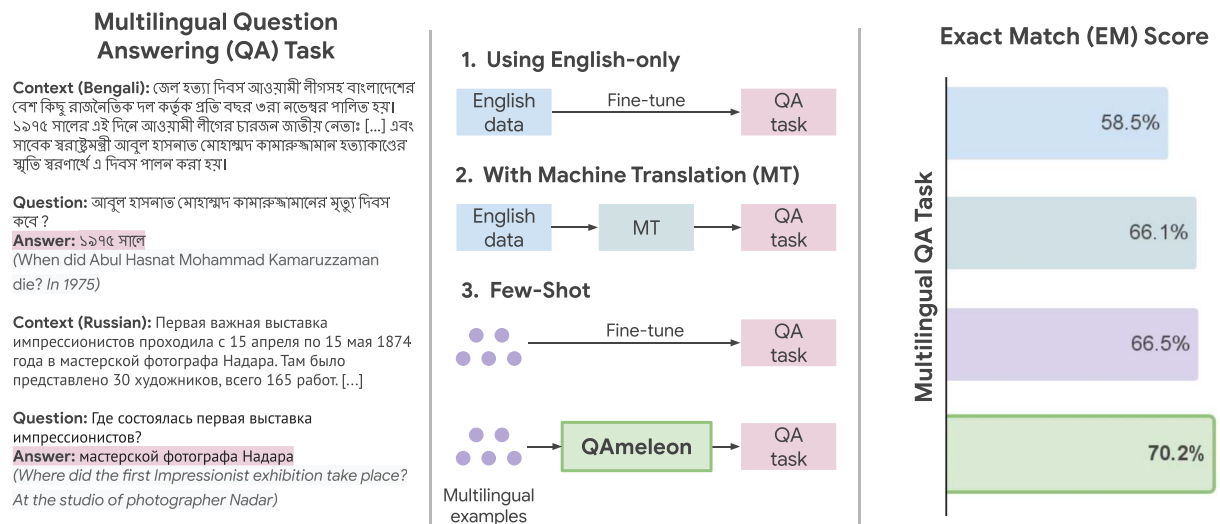 Multilingual Question
Answering (QA) Task
Context (Bengali): জেল হত্যা দিবস আওয়ামী লীগসহ বাংলাদেশের
বেশ কিছু রাজনৈতিক দল কর্তৃক প্রতি বছর ৩রা নভেম্বর পালিত হয়।
১৯৭৫ সালের এই দিনে আওয়ামী লীগের চারজন জাতীয় নেতাঃ [...] এবং
সাবেক স্বরাষ্ট্রমন্ত্রী আবুল হাসনাত মোহাম্মদ কামারুজ্জামান হত্যাকাণ্ডের
স্মৃতি স্বরণার্থে এ দিবস পালন করা হয়।
Question: আবুল হাসনাত মোহাম্মদ কামারুজ্জামানের মৃত্যু দিবস
কবে ?
Answer: ১৯৭৫ সালে
(When did Abul Hasnat Mohammad Kamaruzzaman
die? In 1975)
Context (Russian): Первая важная выставка
импрессионистов проходила с 15 апреля по 15 мая 1874
года в мастерской фотографа Надара. Там было
представлено 30 художников, всего 165 работ. [...]
Question: Где состоялась первая выставка
импрессионистов?
Answer: мастерской фотографа Надара
(Where did the first Impressionist exhibition take place?
At the studio of photographer Nadar)
1. Using English-only
English
data
Fine-tune
QA
task
2. With Machine Translation (MT)
English
data
MT
QA
task
3. Few-Shot
Fine-tune
QA
task
QAmeleon
QA
task
Multilingual
examples
Exact Match (EM) Score
Multilingual QA Task
58.5%
66.1%
66.5%
70.2%